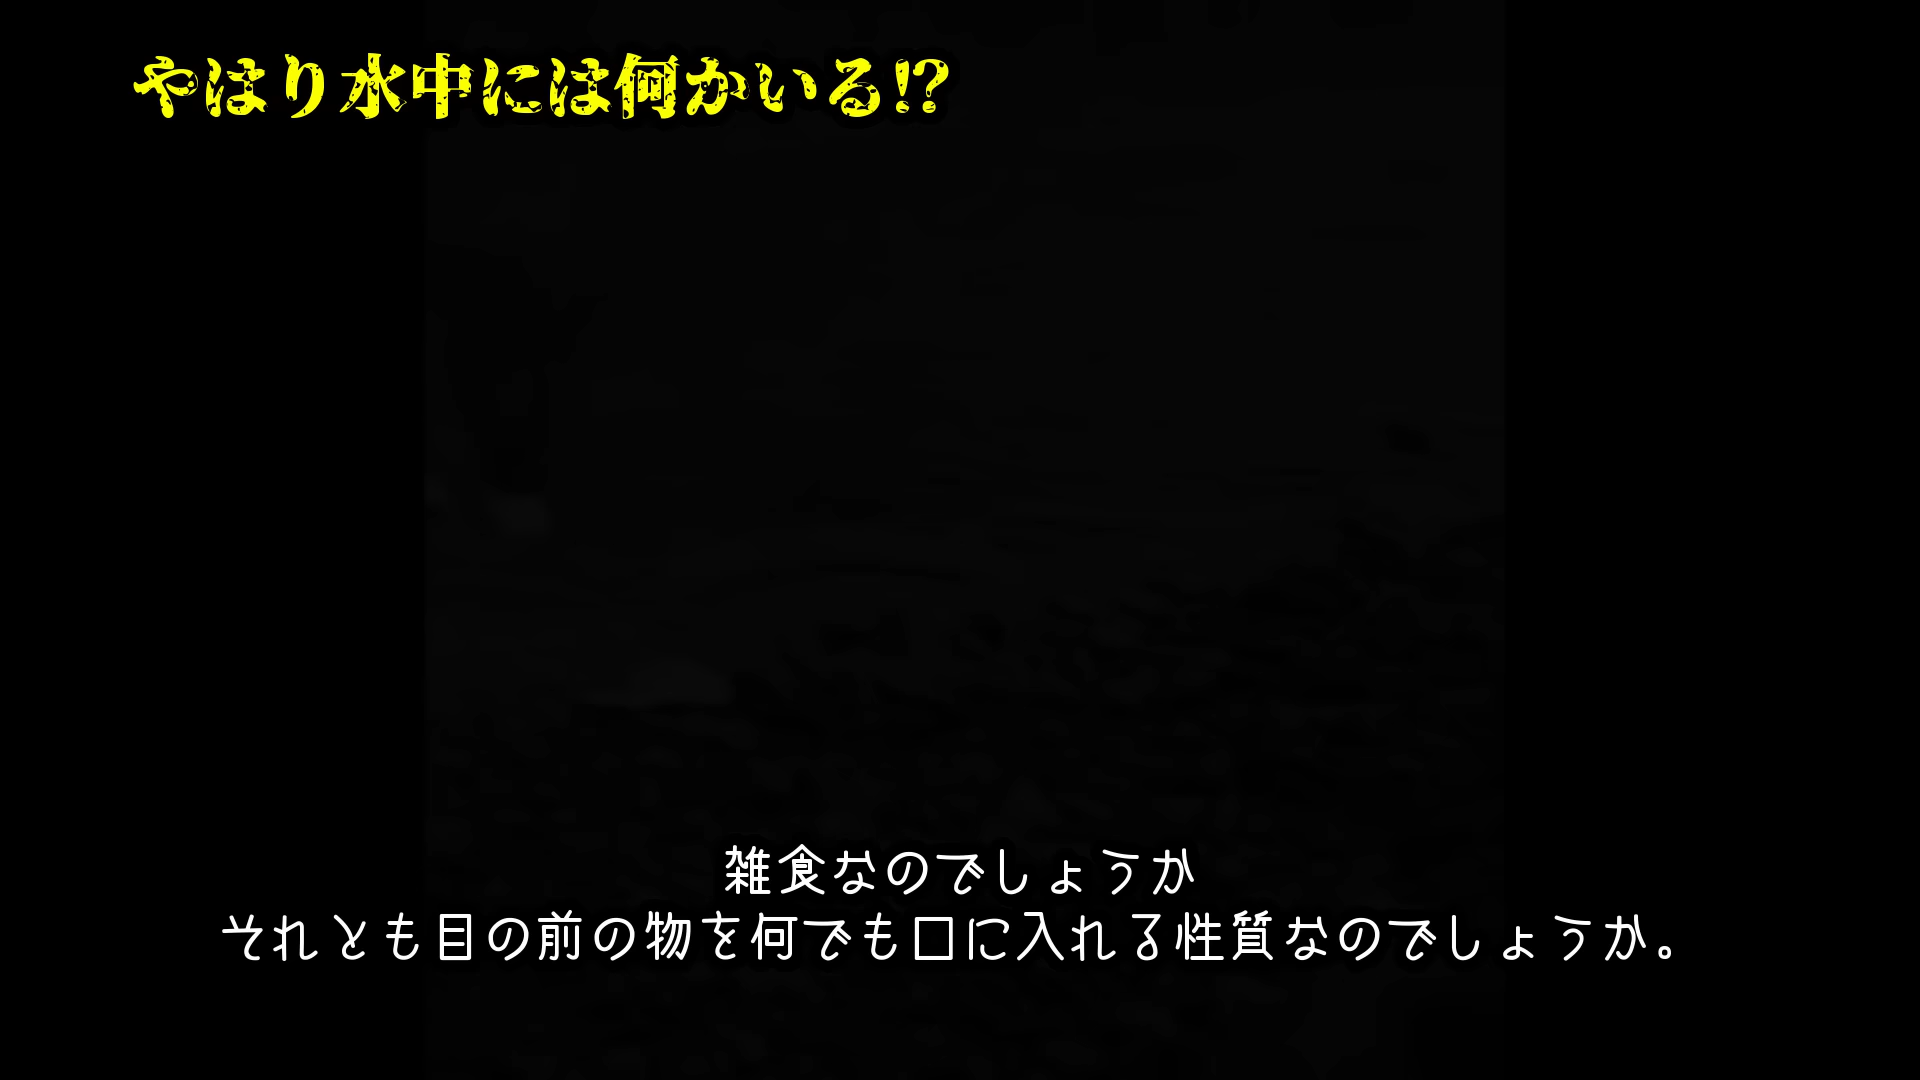 やはり水中には何かいる!?
雑食なのでしょうか
それとも目の前の物を何でも口に入れる性質なのでしょうか。